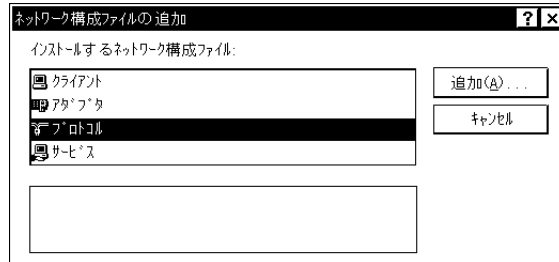 ネットワーク構成ファイルの追加
インストールするネットワーク構成ファイル:
クライアント
アダプタ
プロトコル
サービス
追加(A)...
キャンセル